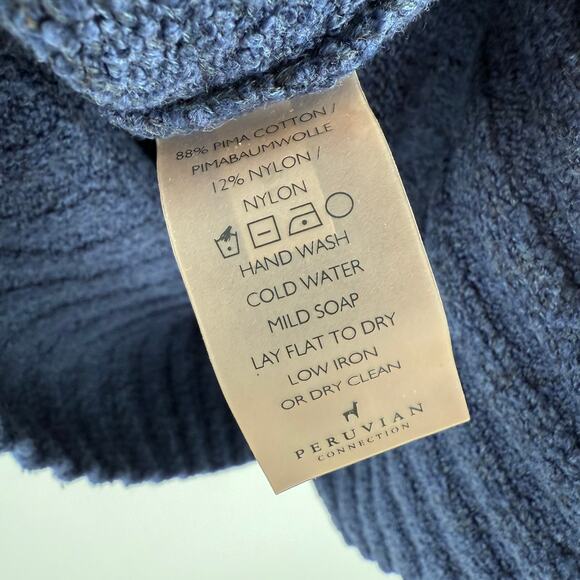 88% PIMA COTTON /
PIMABAUMWOLLE
12% NYLON /
NYLON
HAND WASH
COLD WATER
MILD SOAP
LAY FLAT TO DRY
LOW IRON
OR DRY CLEAN
PERUVIAN
CONNECTION